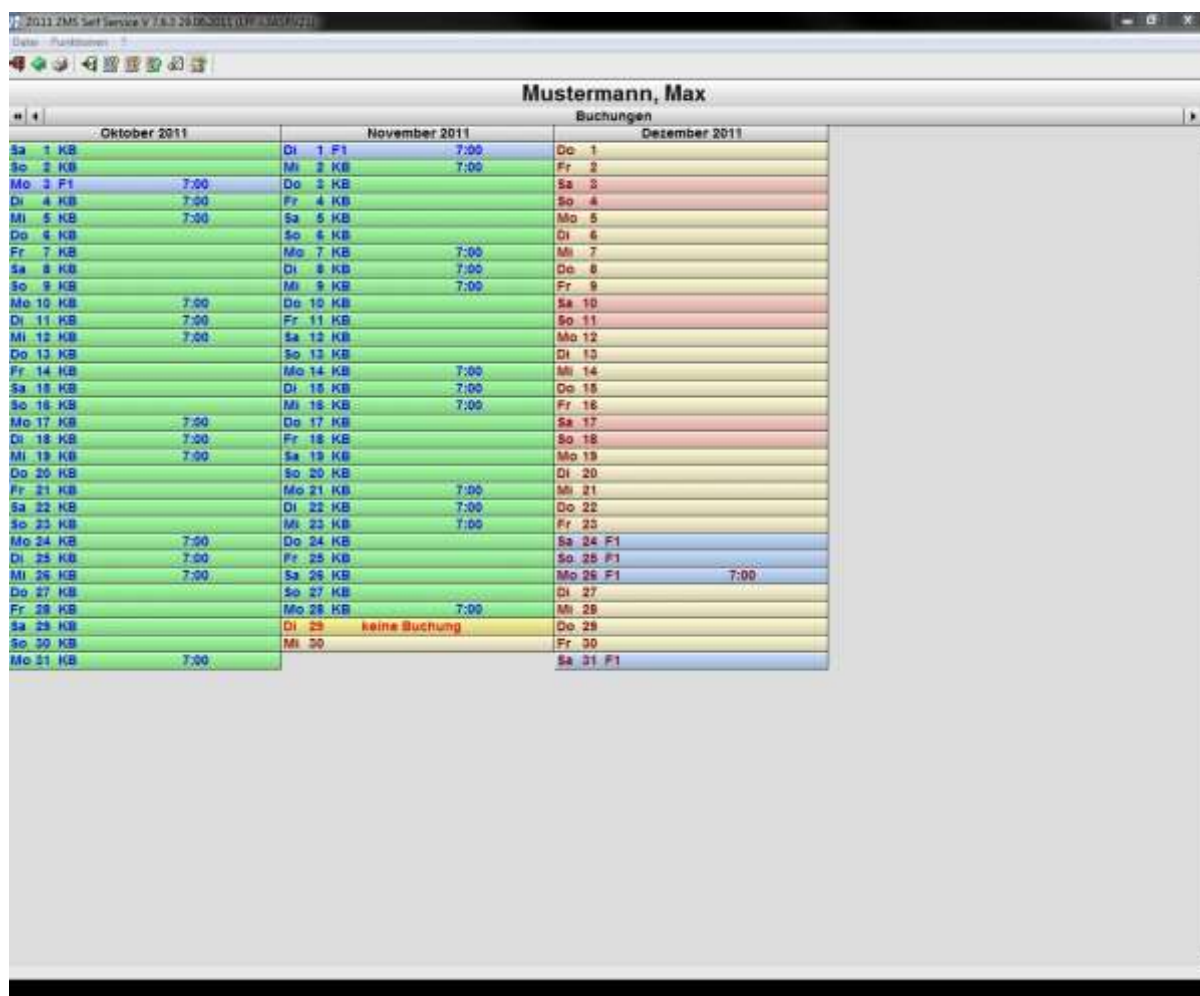 ZG11 ZMS Self Service V 7.6.3 29.06.2011
Datei Funktionen ?
Mustermann, Max
Buchungen
Oktober 2011 November 2011 Dezember 2011
Sa 1 KB Di 1 F1 7:00 Do 1
So 2 KB Mi 2 KB 7:00 Fr 2
Mo 3 F1 7:00 Do 3 KB Sa 3
Di 4 KB 7:00 Fr 4 KB So 4
Mi 5 KB 7:00 Sa 5 KB Mo 5
Do 6 KB So 6 KB Di 6
Fr 7 KB Mo 7 KB 7:00 Mi 7
Sa 8 KB Di 8 KB 7:00 Do 8
So 9 KB Mi 9 KB 7:00 Fr 9
Mo 10 KB 7:00 Do 10 KB Sa 10
Di 11 KB 7:00 Fr 11 KB So 11
Mi 12 KB 7:00 Sa 12 KB Mo 12
Do 13 KB So 13 KB Di 13
Fr 14 KB Mo 14 KB 7:00 Mi 14
Sa 15 KB Di 15 KB 7:00 Do 15
So 16 KB Mi 16 KB 7:00 Fr 16
Mo 17 KB 7:00 Do 17 KB Sa 17
Di 18 KB 7:00 Fr 18 KB So 18
Mi 19 KB 7:00 Sa 19 KB Mo 19
Do 20 KB So 20 KB Di 20
Fr 21 KB Mo 21 KB 7:00 Mi 21
Sa 22 KB Di 22 KB 7:00 Do 22
So 23 KB Mi 23 KB 7:00 Fr 23
Mo 24 KB 7:00 Do 24 KB Sa 24 F1
Di 25 KB 7:00 Fr 25 KB So 25 F1
Mi 26 KB 7:00 Sa 26 KB Mo 26 F1 7:00
Do 27 KB So 27 KB Di 27
Fr 28 KB Mo 28 KB 7:00 Mi 28
Sa 29 KB Di 29 keine Buchung Do 29
So 30 KB Mi 30 Fr 30
Mo 31 KB 7:00 Sa 31 F1